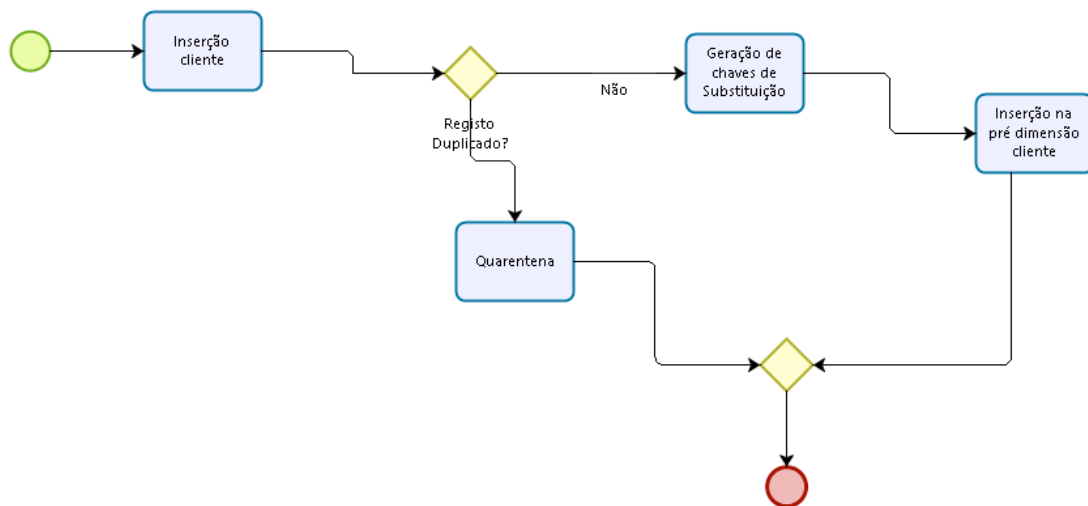 Inserção
cliente
Não
Geração de
chaves de
Substituição
Inserção na
pré dimensão
cliente
Registo
Duplicado?
Quarentena